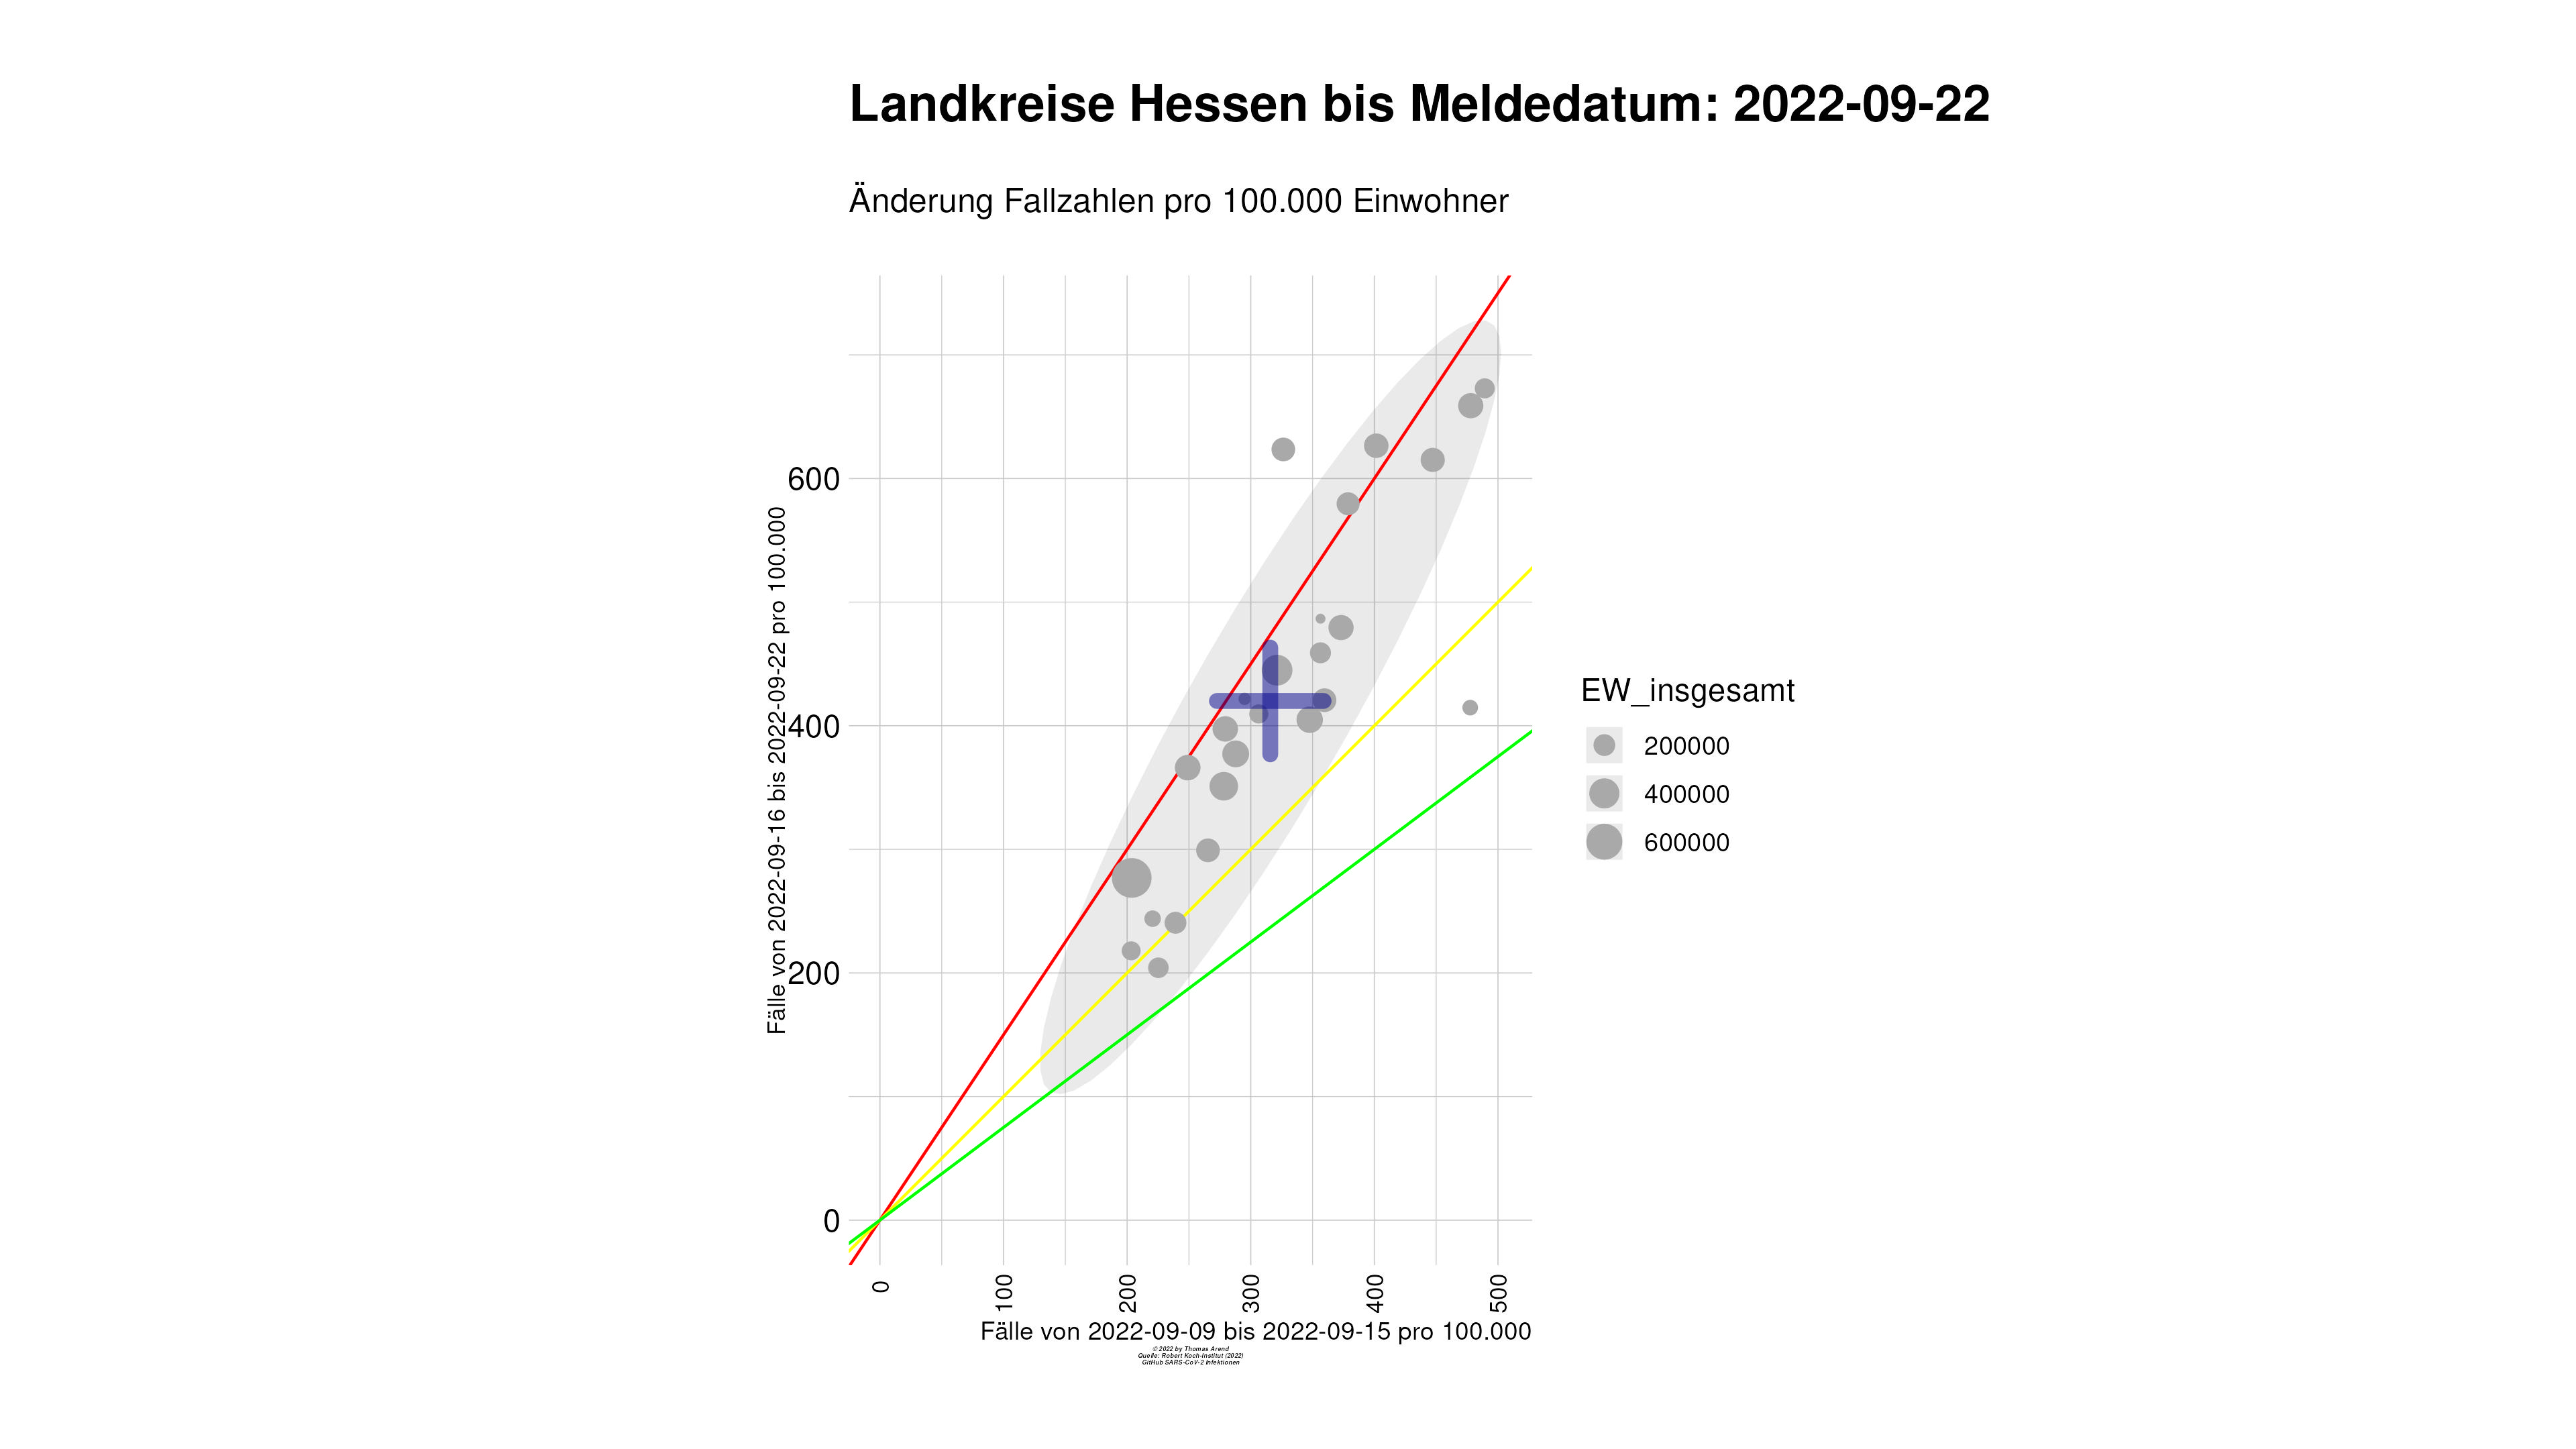 Landkreise Hessen bis Meldedatum: 2022-09-22
Änderung Fallzahlen pro 100.000 Einwohner
Fälle von 2022-09-16 bis 2022-09-22 pro 100.000
600
400
200
0
0
100
200
300
400
500
Fälle von 2022-09-09 bis 2022-09-15 pro 100.000
© 2022 by Thomas Arend
Quelle: Robert Koch-Institut (2022)
GitHub SARS-CoV-2 Infektionen
EW_insgesamt
200000
400000
600000